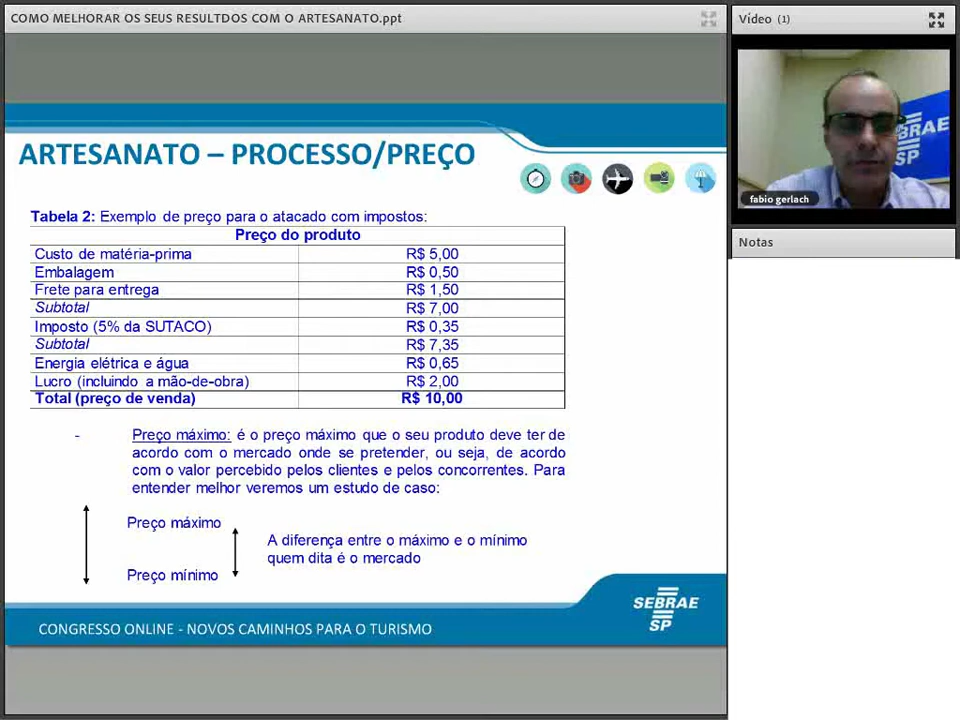 COMO MELHORAR OS SEUS RESULTDOS COM O ARTESANATO.ppt
Vídeo (1)
SEBRAE
SP
fabio gerlach
Notas
ARTESANATO – PROCESSO/PREÇO
Tabela 2: Exemplo de preço para o atacado com impostos:
Preço do produto
Custo de matéria-prima R$ 5,00
Embalagem R$ 0,50
Frete para entrega R$ 1,50
Subtotal R$ 7,00
Imposto (5% da SUTACO) R$ 0,35
Subtotal R$ 7,35
Energia elétrica e água R$ 0,65
Lucro (incluindo a mão-de-obra) R$ 2,00
Total (preço de venda) R$ 10,00
- Preço máximo: é o preço máximo que o seu produto deve ter de
acordo com o mercado onde se pretender, ou seja, de acordo
com o valor percebido pelos clientes e pelos concorrentes. Para
entender melhor veremos um estudo de caso:
Preço máximo
A diferença entre o máximo e o mínimo
quem dita é o mercado
Preço mínimo
SEBRAE
SP
CONGRESSO ONLINE - NOVOS CAMINHOS PARA O TURISMO